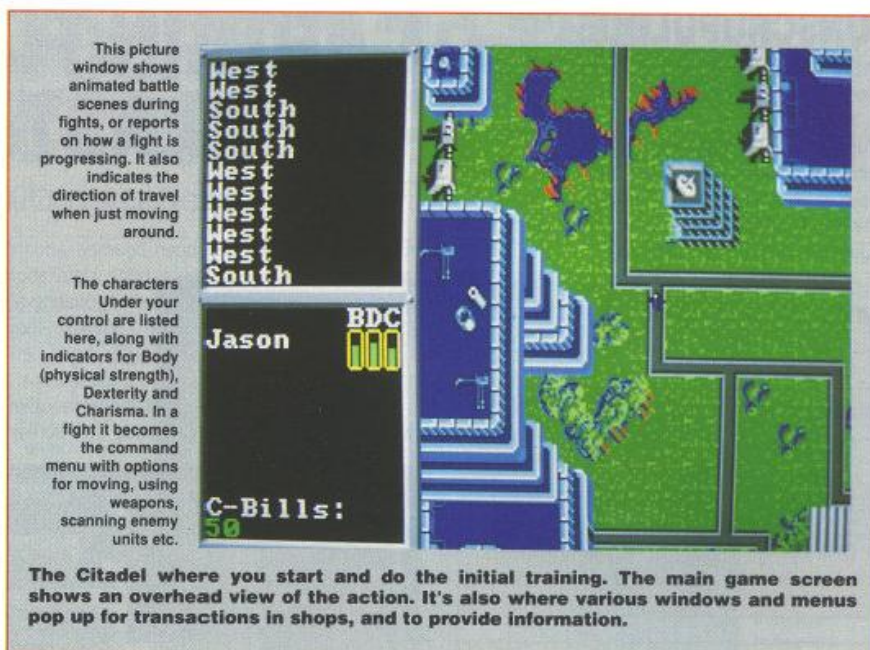 This picture
window shows
animated battle
scenes during
fights, or reports
on how a fight is
progressing. It also
indicates the
direction of travel
when just moving
around.
The characters
Under your
control are listed
here, along with
indicators for Body
(physical strength),
Dexterity and
Charisma. In a
fight it becomes
the command
menu with options
for moving, using
weapons,
scanning enemy
units etc.
West
West
South
South
South
West
West
West
West
West
South
BDC
Jason
C-Bills:
50
The Citadel where you start and do the initial training. The main game screen
shows an overhead view of the action. It's also where various windows and menus
pop up for transactions in shops, and to provide information.